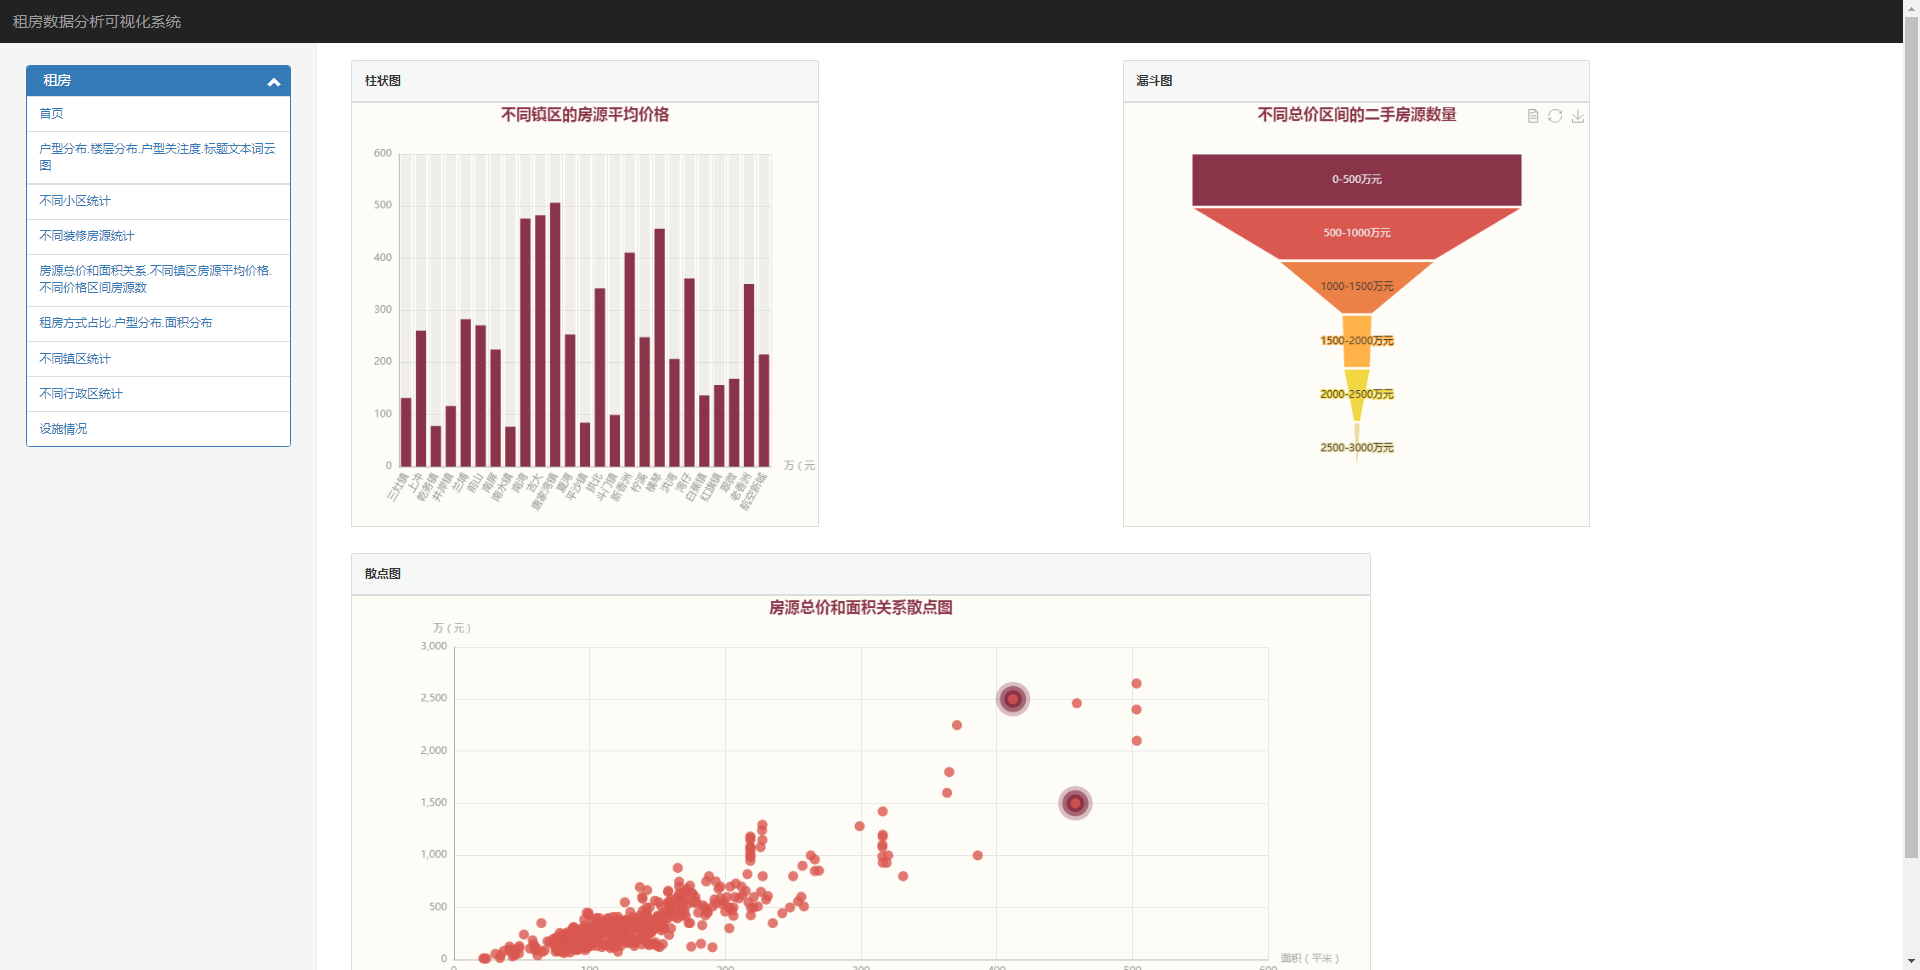 租房数据分析可视化系统
租房
首页
户型分布.楼层分布.户型关注度.标题文本词云
图
不同小区统计
不同装修房源统计
房源总价和面积关系.不同镇区房源平均价格.
不同价格区间房源数
租房方式占比.户型分布.面积分布
不同镇区统计
不同行政区统计
设施情况
柱状图
不同镇区的房源平均价格
600
500
400
300
200
100
0
万（元
三灶镇
上冲
乾务镇
井岸镇
兰埔
前山
南屏
南水镇
南湾
吉大
唐家湾镇
夏湾
平沙镇
拱北
斗门镇
新香洲
柠溪
横琴
洪湾
湾仔
白蕉镇
红旗镇
翠微
老香洲
航空新城
漏斗图
不同总价区间的二手房源数量
0-500万元
500-1000万元
1000-1500万元
1500-2000万元
2000-2500万元
2500-3000万元
散点图
房源总价和面积关系散点图
万（元）
3,000
2,500
2,000
1,500
1,000
500
0
面积（平米）
0
100
200
300
400
500
600